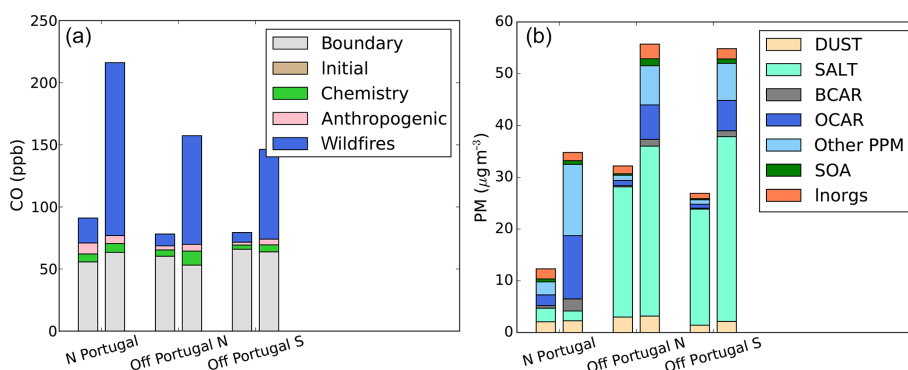 (a)
CO (ppb)
250
200
150
100
50
0
Boundary
Initial
Chemistry
Anthropogenic
Wildfires
N Portugal
Off Portugal N
Off Portugal S
(b)
PM (μg m⁻³)
60
50
40
30
20
10
0
DUST
SALT
BCAR
OCAR
Other PPM
SOA
Inorgs
N Portugal
Off Portugal N
Off Portugal S